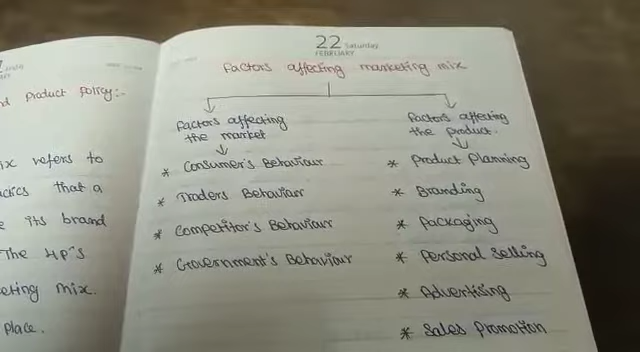 nd product policy:-
ix refers to
actics that a
e its brand
The 4P's
eting mix.
Place.
22 Saturday
FEBRUARY
Factors affecting marketing mix
Factors affecting
the market
* Consumer's Behaviour
* Traders Behaviour
* Competitor's Behaviour
* Government's Behaviour
Factors affecting
the product.
* Product Planning
* Branding
* Packaging
* Personal Selling
* Advertising
* Sales Promotion